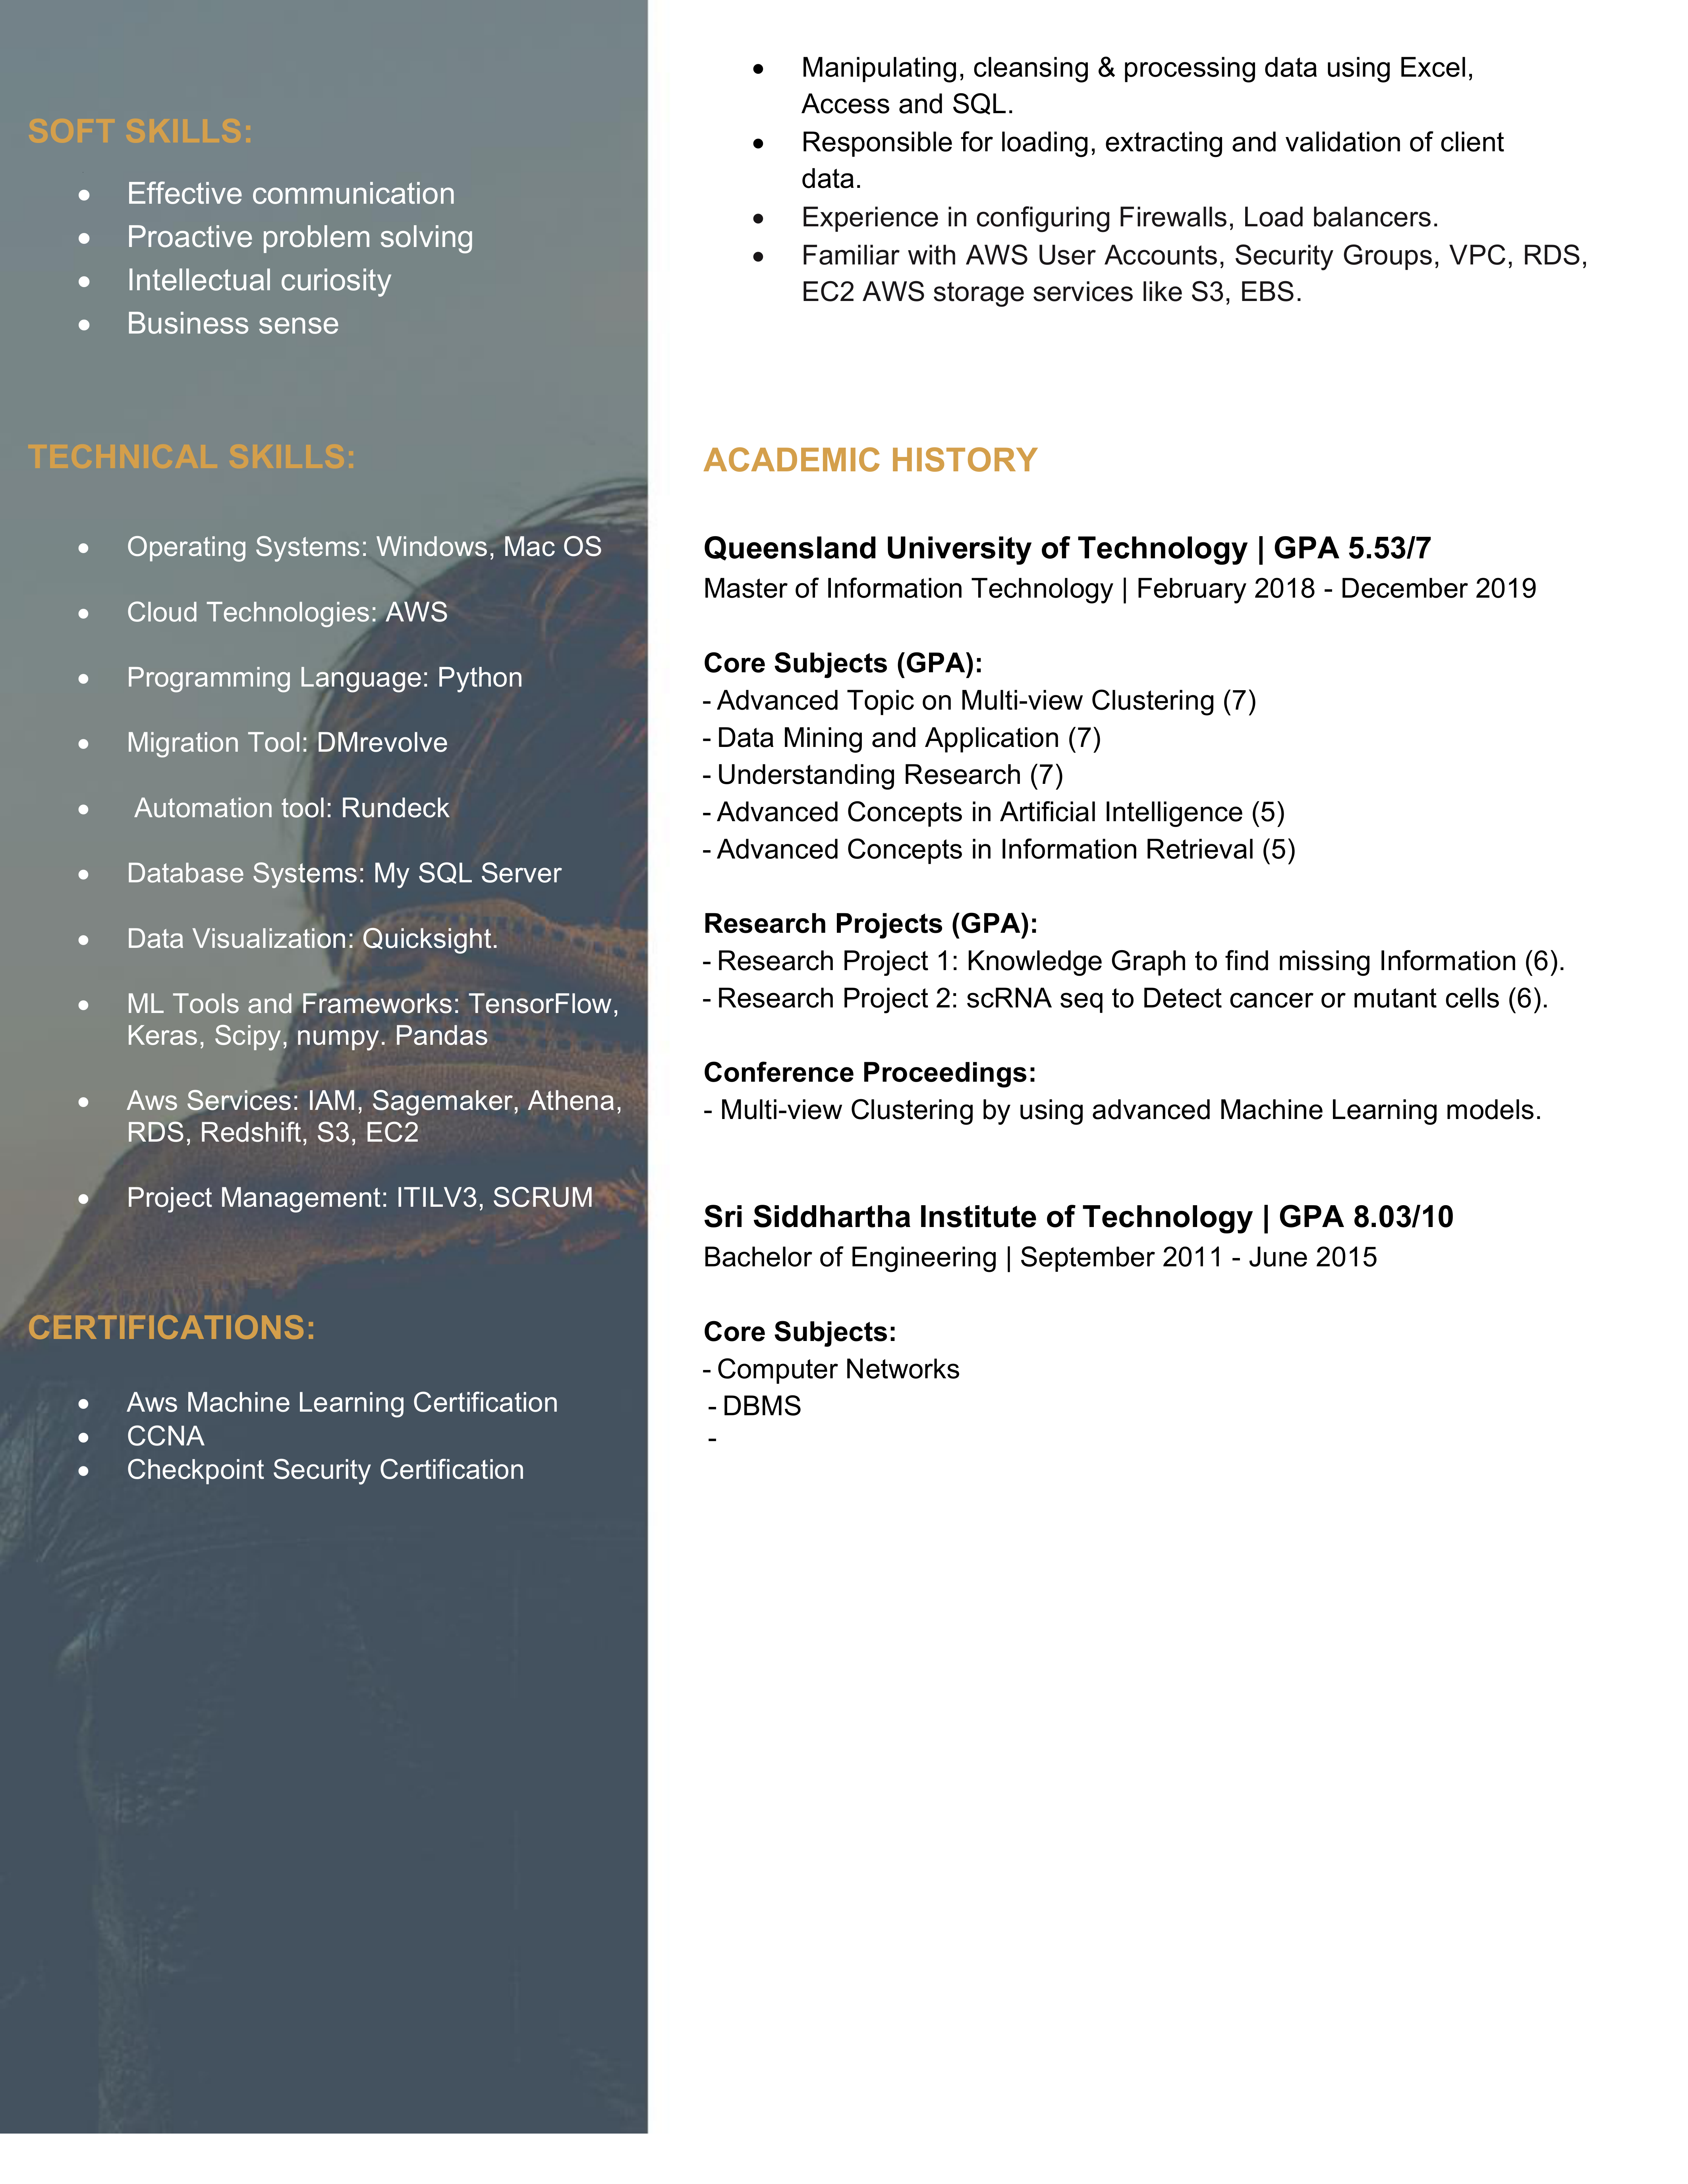 SOFT SKILLS:
• Effective communication
• Proactive problem solving
• Intellectual curiosity
• Business sense
TECHNICAL SKILLS:
• Operating Systems: Windows, Mac OS
• Cloud Technologies: AWS
• Programming Language: Python
• Migration Tool: DMrevolve
• Automation tool: Rundeck
• Database Systems: My SQL Server
• Data Visualization: Quicksight.
• ML Tools and Frameworks: TensorFlow,
Keras, Scipy, numpy. Pandas
• Aws Services: IAM, Sagemaker, Athena,
RDS, Redshift, S3, EC2
• Project Management: ITILV3, SCRUM
CERTIFICATIONS:
• Aws Machine Learning Certification
• CCNA
• Checkpoint Security Certification
• Manipulating, cleansing & processing data using Excel,
Access and SQL.
• Responsible for loading, extracting and validation of client
data.
• Experience in configuring Firewalls, Load balancers.
• Familiar with AWS User Accounts, Security Groups, VPC, RDS,
EC2 AWS storage services like S3, EBS.
ACADEMIC HISTORY
Queensland University of Technology | GPA 5.53/7
Master of Information Technology | February 2018 - December 2019
Core Subjects (GPA):
- Advanced Topic on Multi-view Clustering (7)
- Data Mining and Application (7)
- Understanding Research (7)
- Advanced Concepts in Artificial Intelligence (5)
- Advanced Concepts in Information Retrieval (5)
Research Projects (GPA):
- Research Project 1: Knowledge Graph to find missing Information (6).
- Research Project 2: scRNA seq to Detect cancer or mutant cells (6).
Conference Proceedings:
- Multi-view Clustering by using advanced Machine Learning models.
Sri Siddhartha Institute of Technology | GPA 8.03/10
Bachelor of Engineering | September 2011 - June 2015
Core Subjects:
- Computer Networks
- DBMS
-